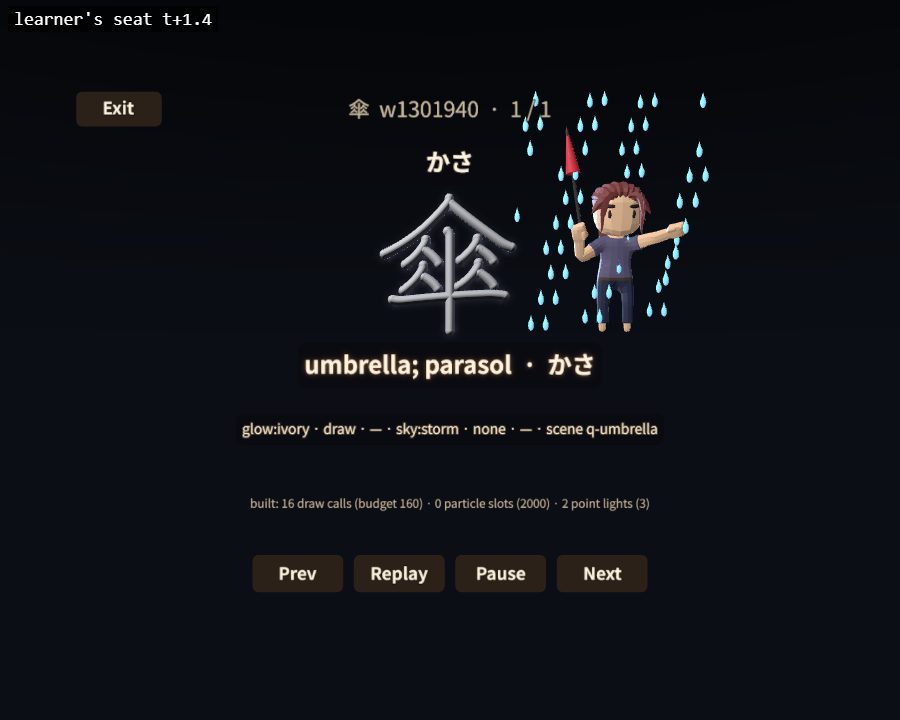 learner's seat t+1.4
Exit
傘 w1301940 · 1/1
かさ
傘
umbrella; parasol · かさ
glow:ivory · draw · — · sky:storm · none · — · scene q-umbrella
built: 16 draw calls (budget 160) · 0 particle slots (2000) · 2 point lights (3)
Prev Replay Pause Next